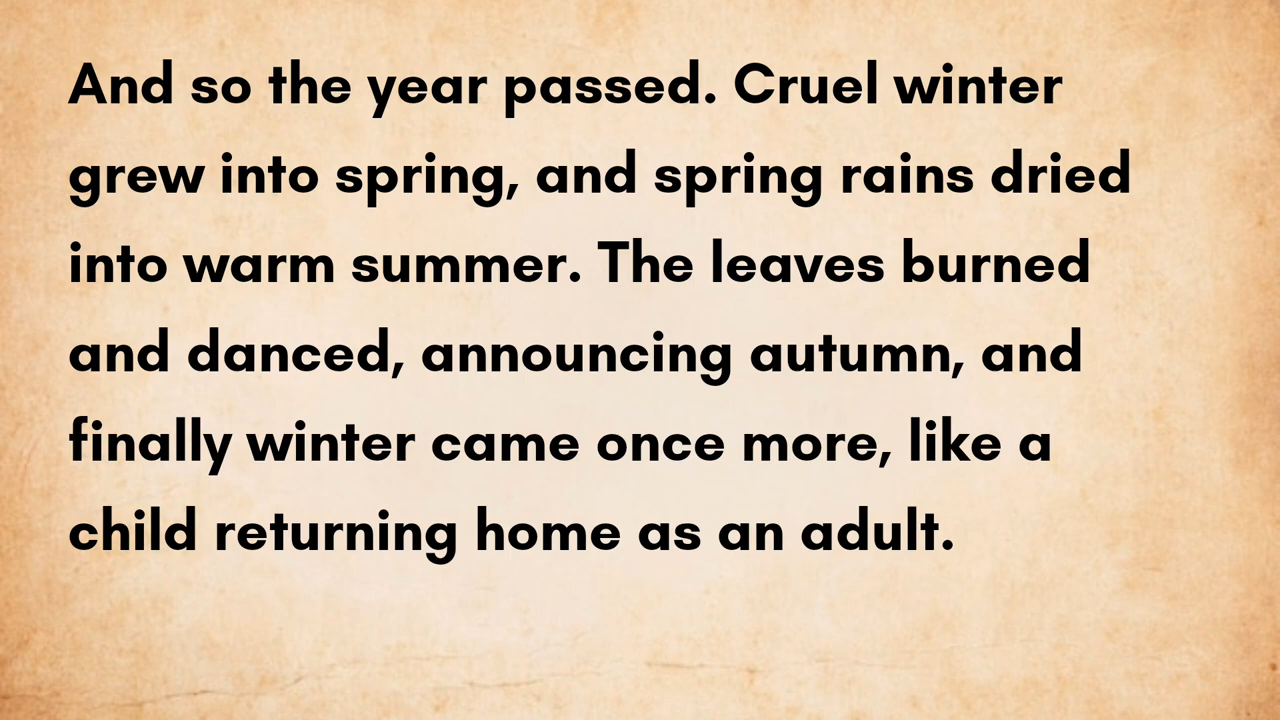 And so the year passed. Cruel winter
grew into spring, and spring rains dried
into warm summer. The leaves burned
and danced, announcing autumn, and
finally winter came once more, like a
child returning home as an adult.